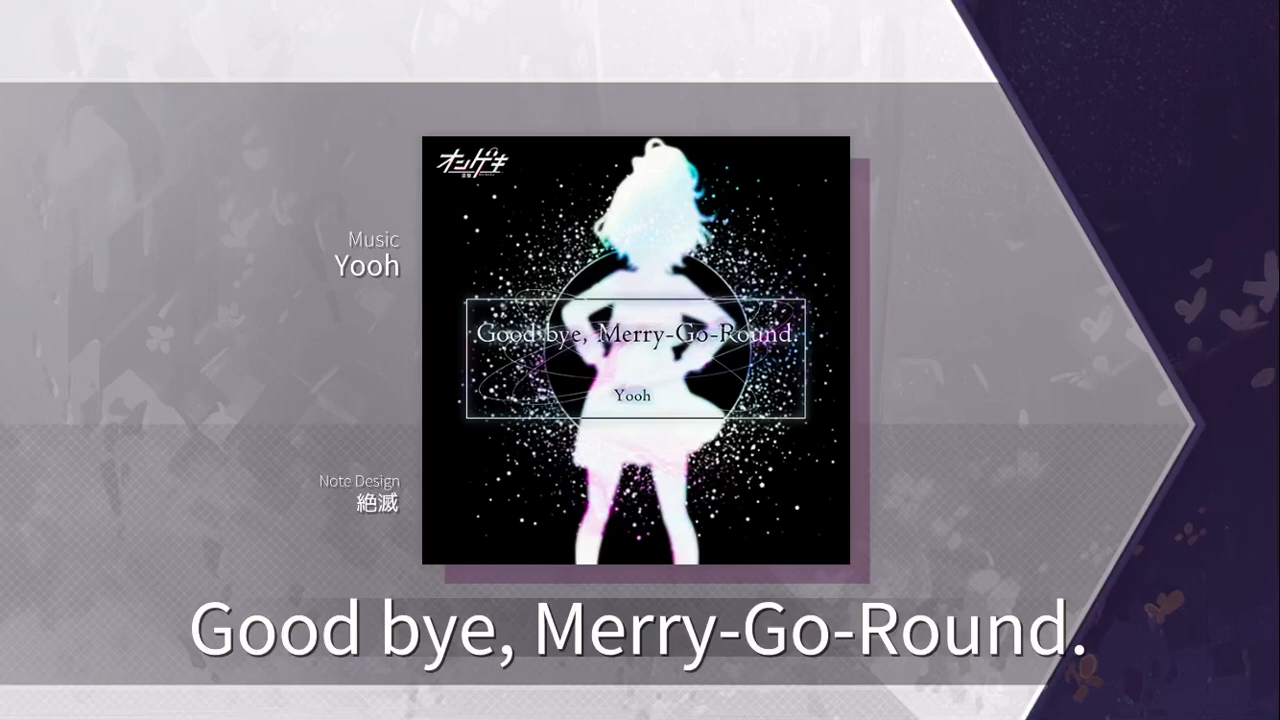 オンゲキ
Music
Yooh
Good bye, Merry-Go-Round.
Yooh
Note Design
絶滅
Good bye, Merry-Go-Round.